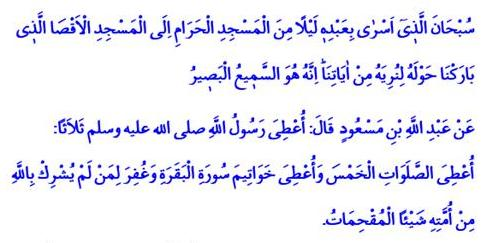 سُبْحَانَ الَّذ۪ٓي اَسْرٰى بِعَبْدِه۪ لَيْلًا مِنَ الْمَسْجِدِ الْحَرَامِ اِلَى الْمَسْجِدِ الْاَقْصَا الَّذ۪ي
بَارَكْنَا حَوْلَهُ لِنُرِيَهُ مِنْ اٰيَاتِنَاۜ اِنَّهُ هُوَ السَّم۪يعُ الْبَص۪يرُ
عَنْ عَبْدِ اللَّهِ بْنِ مَسْعُودٍ قَالَ: أُعْطِىَ رَسُولُ اللَّهِ صلى الله عليه وسلم ثَلاَثًا:
أُعْطِىَ الصَّلَوَاتِ الْخَمْسَ وَأُعْطِىَ خَوَاتِيمَ سُورَةِ الْبَقَرَةِ وَغُفِرَ لِمَنْ لَمْ يُشْرِكْ بِاللَّهِ
مِنْ أُمَّتِهِ شَيْئًا الْمُقْحِمَاتُ.